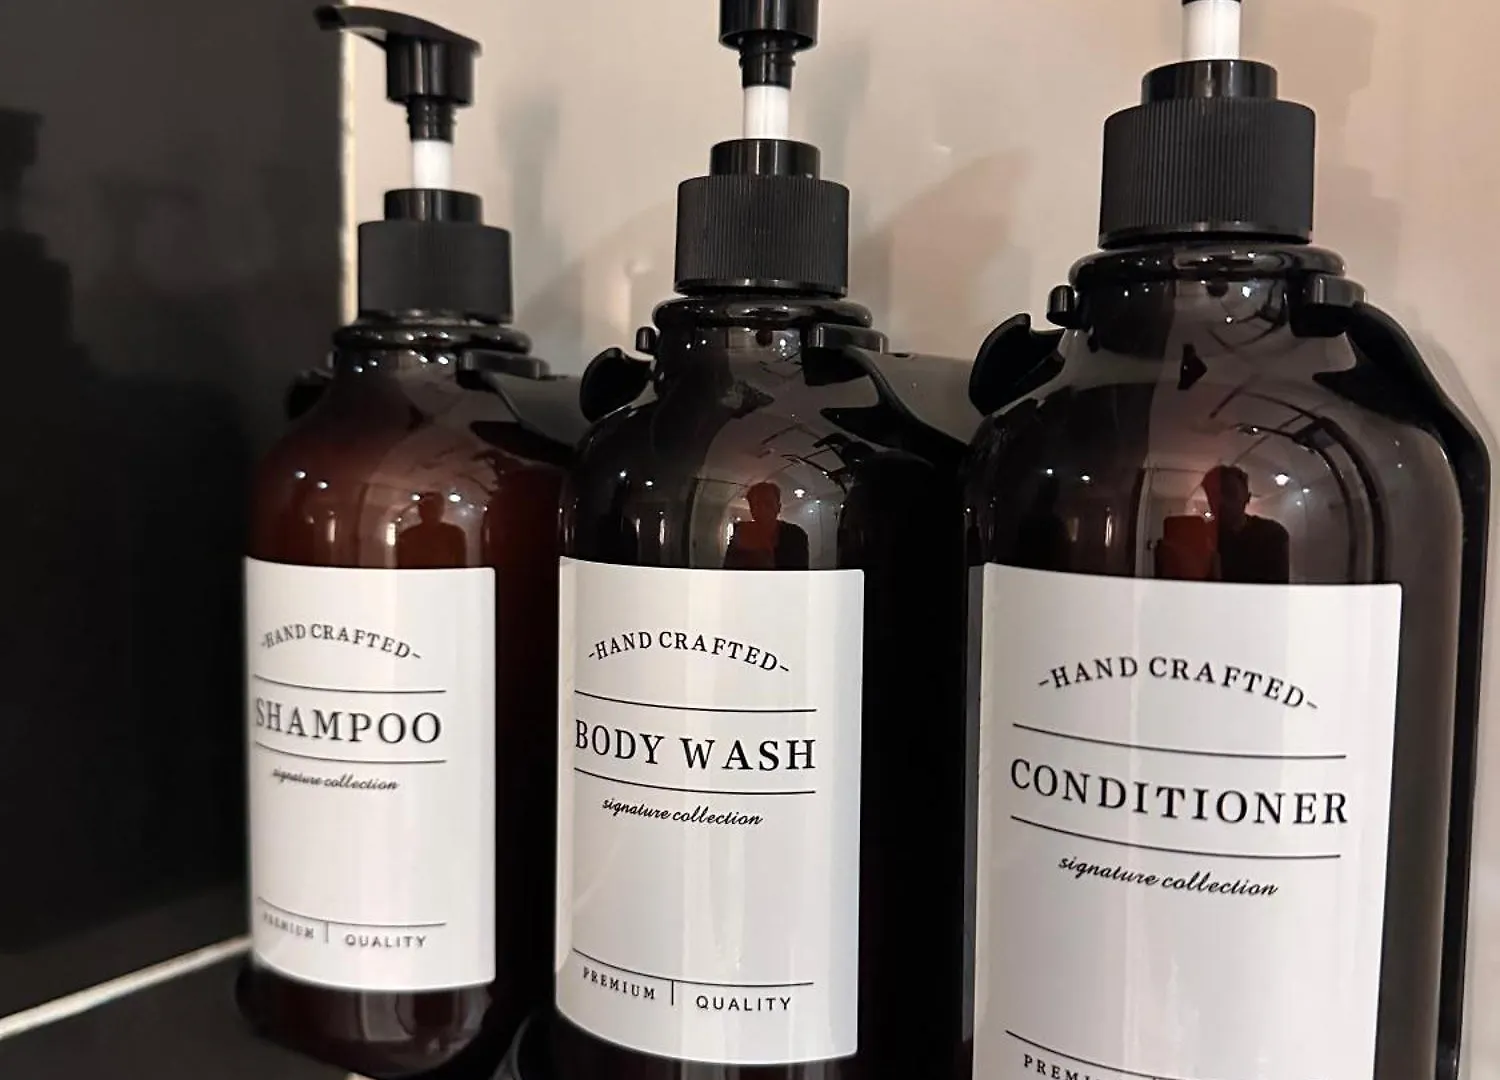 -HAND CRAFTED-
SHAMPOO
signature collection
PREMIUM | QUALITY
-HAND CRAFTED-
BODY WASH
signature collection
PREMIUM | QUALITY
-HAND CRAFTED-
CONDITIONER
signature collection